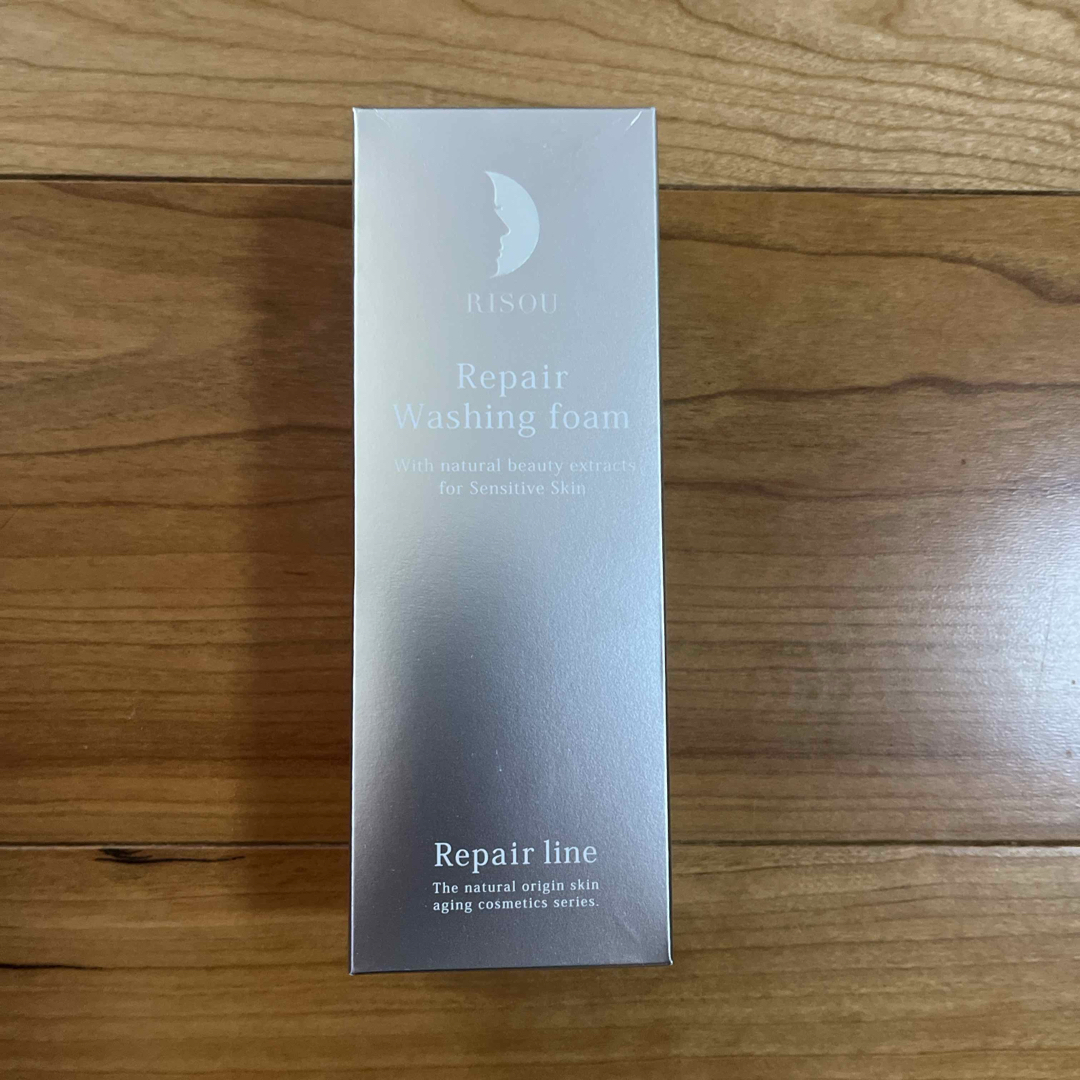 RISOU
Repair
Washing foam
With natural beauty extracts
for Sensitive Skin
Repair line
The natural origin skin
aging cosmetics series.